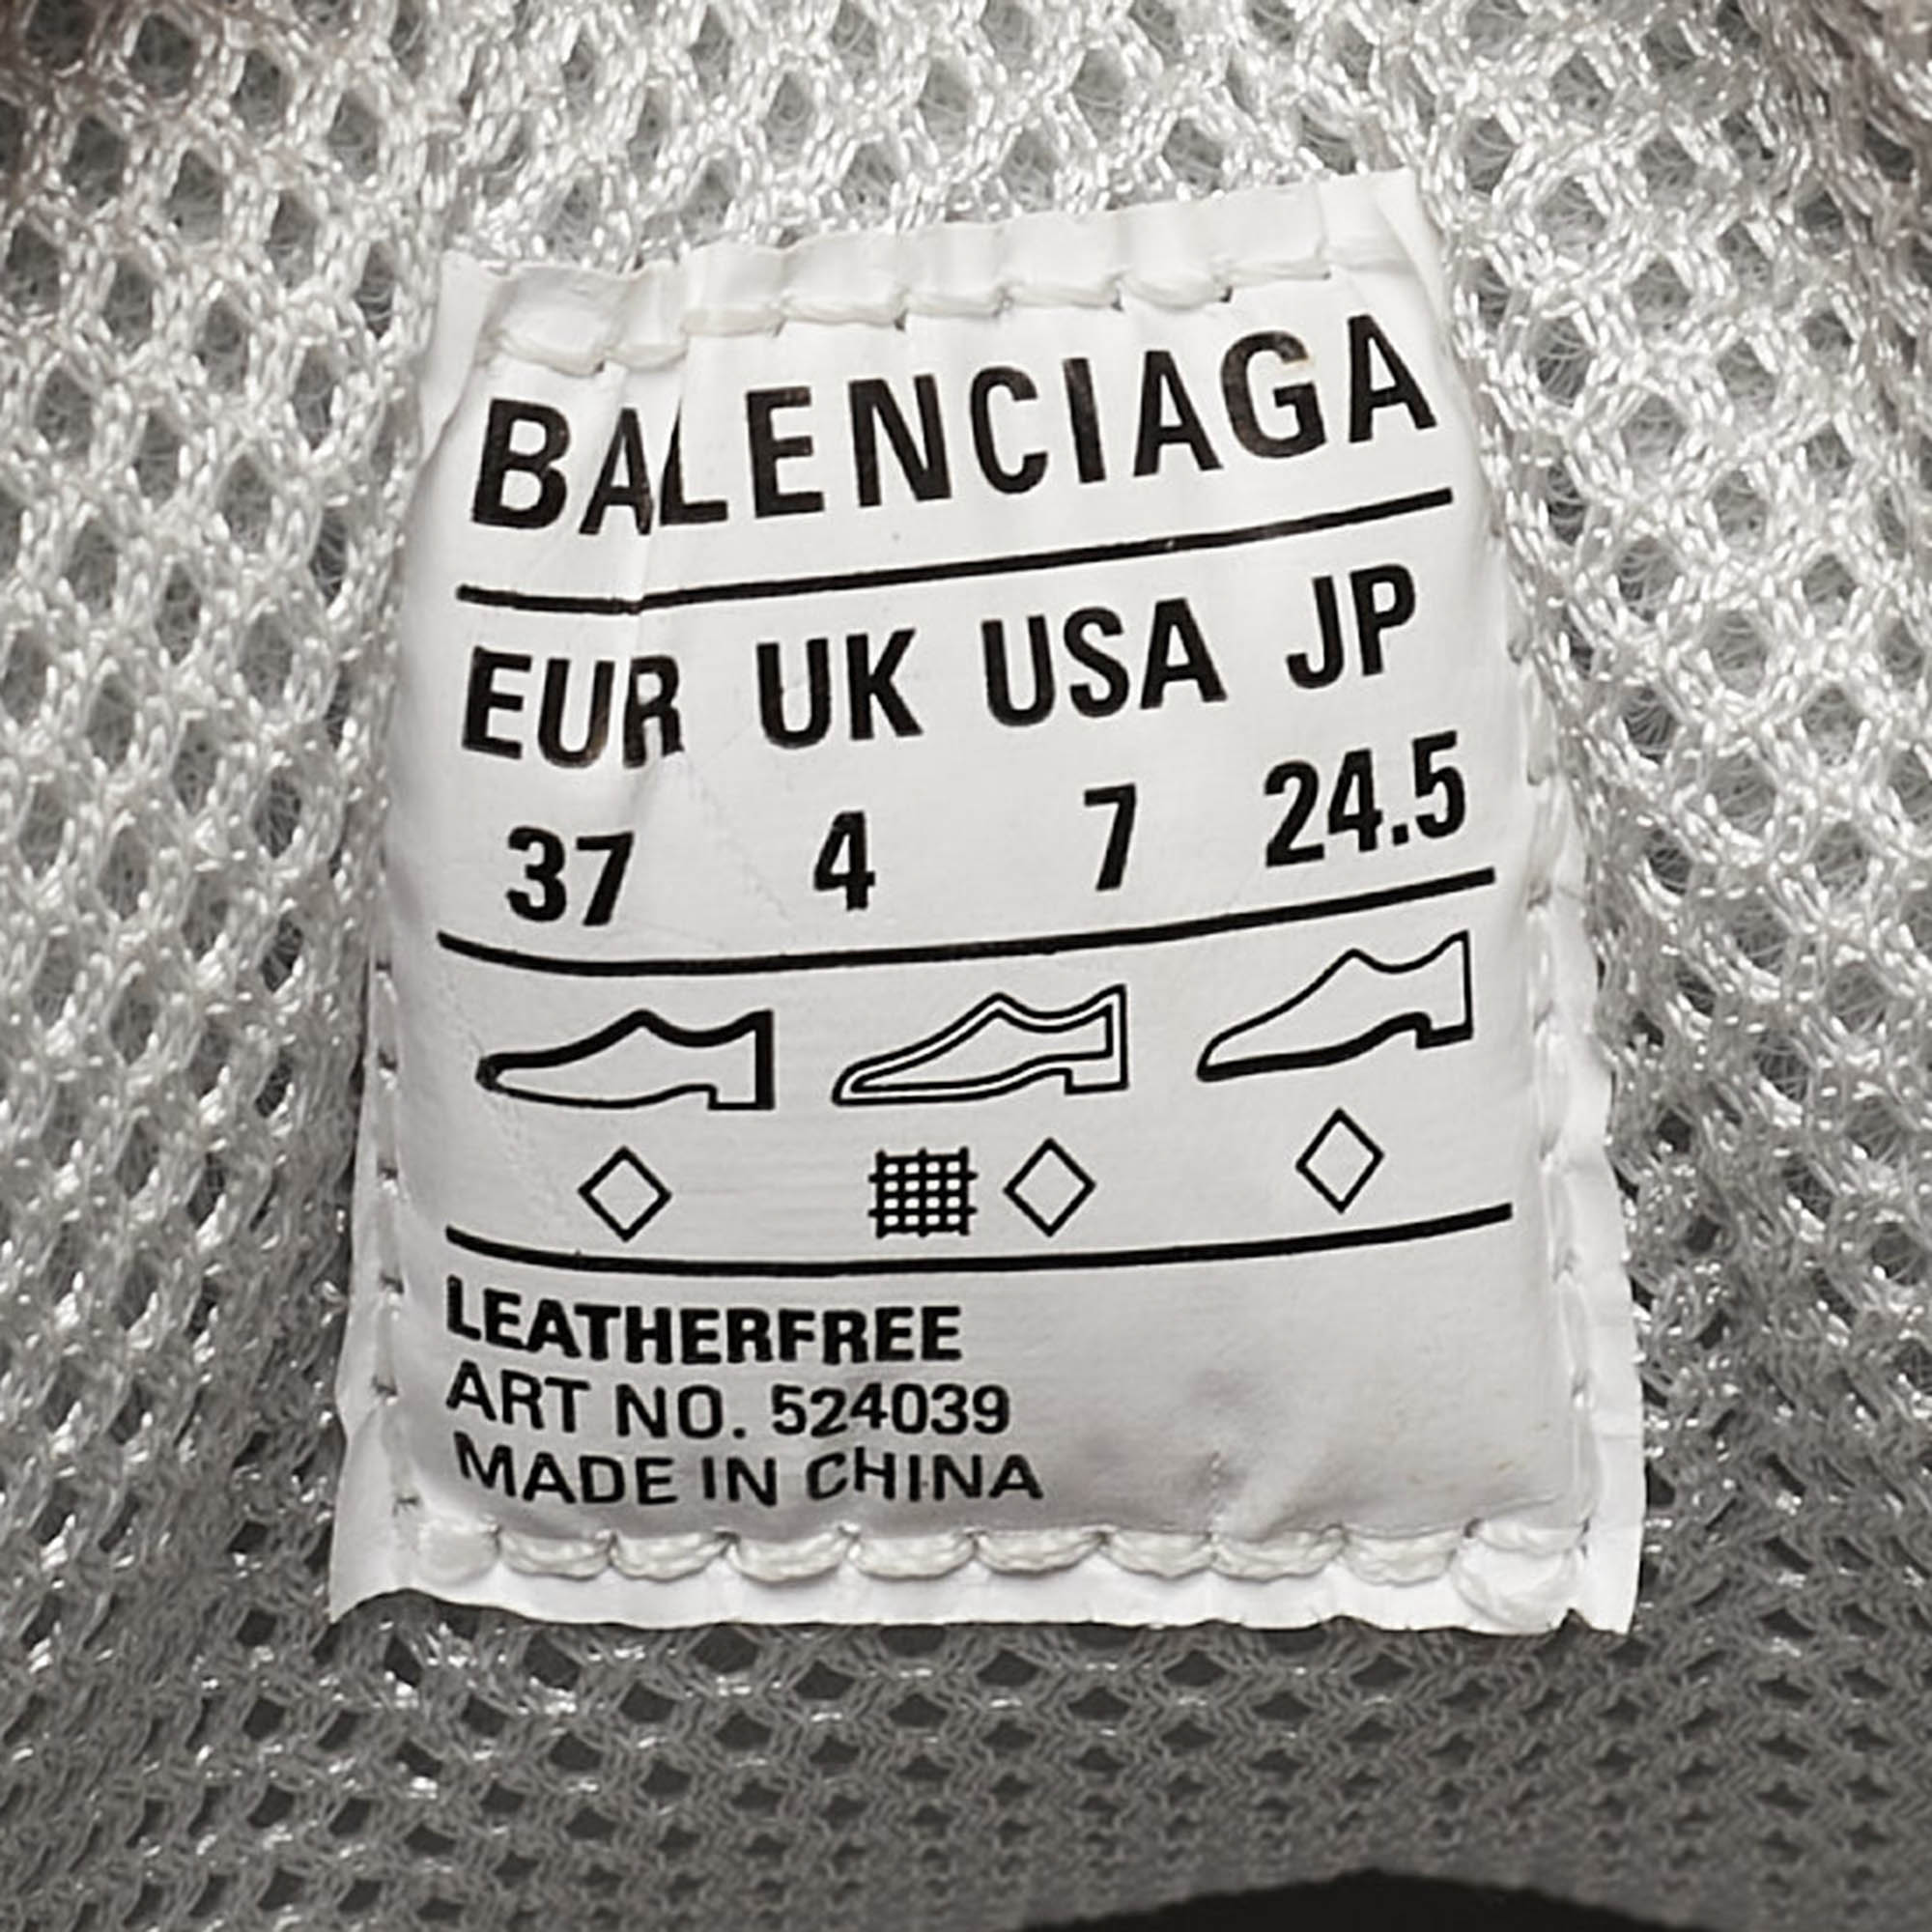 BALENCIAGA
EUR UK USA JP
37 4 7 24.5
LEATHERFREE
ART NO. 524039
MADE IN CHINA